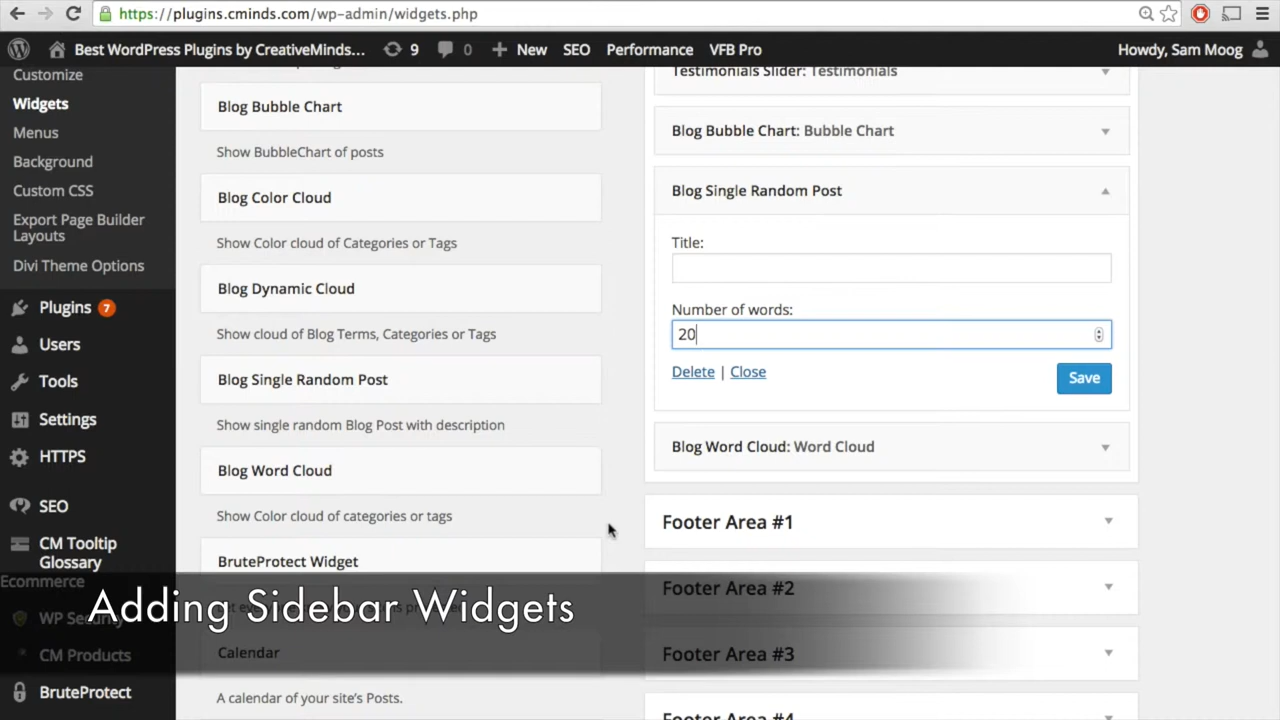 https://plugins.cminds.com/wp-admin/widgets.php
Best WordPress Plugins by CreativeMinds... 9 0 New SEO Performance VFB Pro Howdy, Sam Moog
Customize
Widgets
Menus
Background
Custom CSS
Export Page Builder
Layouts
Divi Theme Options
Plugins 7
Users
Tools
Settings
HTTPS
SEO
CM Tooltip
Glossary
Ecommerce
WP Security
CM Products
BruteProtect
Blog Bubble Chart
Show BubbleChart of posts
Blog Color Cloud
Show Color cloud of Categories or Tags
Blog Dynamic Cloud
Show cloud of Blog Terms, Categories or Tags
Blog Single Random Post
Show single random Blog Post with description
Blog Word Cloud
Show Color cloud of categories or tags
BruteProtect Widget
Calendar
A calendar of your site's Posts.
Testimonials Slider: Testimonials
Blog Bubble Chart: Bubble Chart
Blog Single Random Post
Title:
Number of words:
20
Delete | Close
Save
Blog Word Cloud: Word Cloud
Footer Area #1
Footer Area #2
Footer Area #3
Footer Area #4
Adding Sidebar Widgets